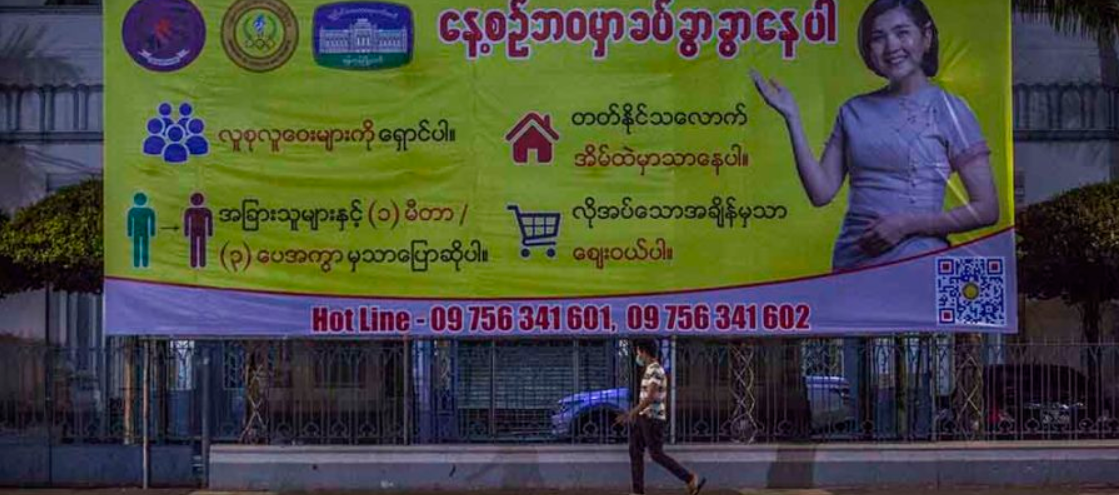 နေ့စဉ်ဘဝမှာခပ်ခွာခွာနေပါ
လူစုလူဝေးများကို ရှောင်ပါ။
တတ်နိုင်သလောက်
အိမ်ထဲမှာသာနေပါ။
အခြားသူများနှင့် (၁) မီတာ /
(၃) ပေအကွာ မှသာပြောဆိုပါ။
လိုအပ်သောအချိန်မှသာ
ဈေးဝယ်ပါ။
Hot Line - 09 756 341 601, 09 756 341 602